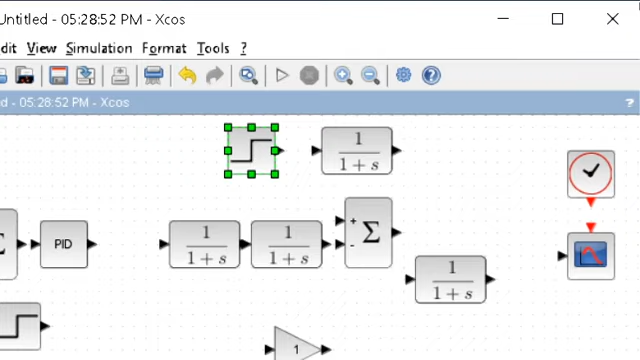 Untitled - 05:28:52 PM - Xcos
dit View Simulation Format Tools ?
d - 05:28:52 PM - Xcos ?
1
1 + s
Σ
+
-
PID
1
1 + s
1
1 + s
Σ
1
1 + s
1